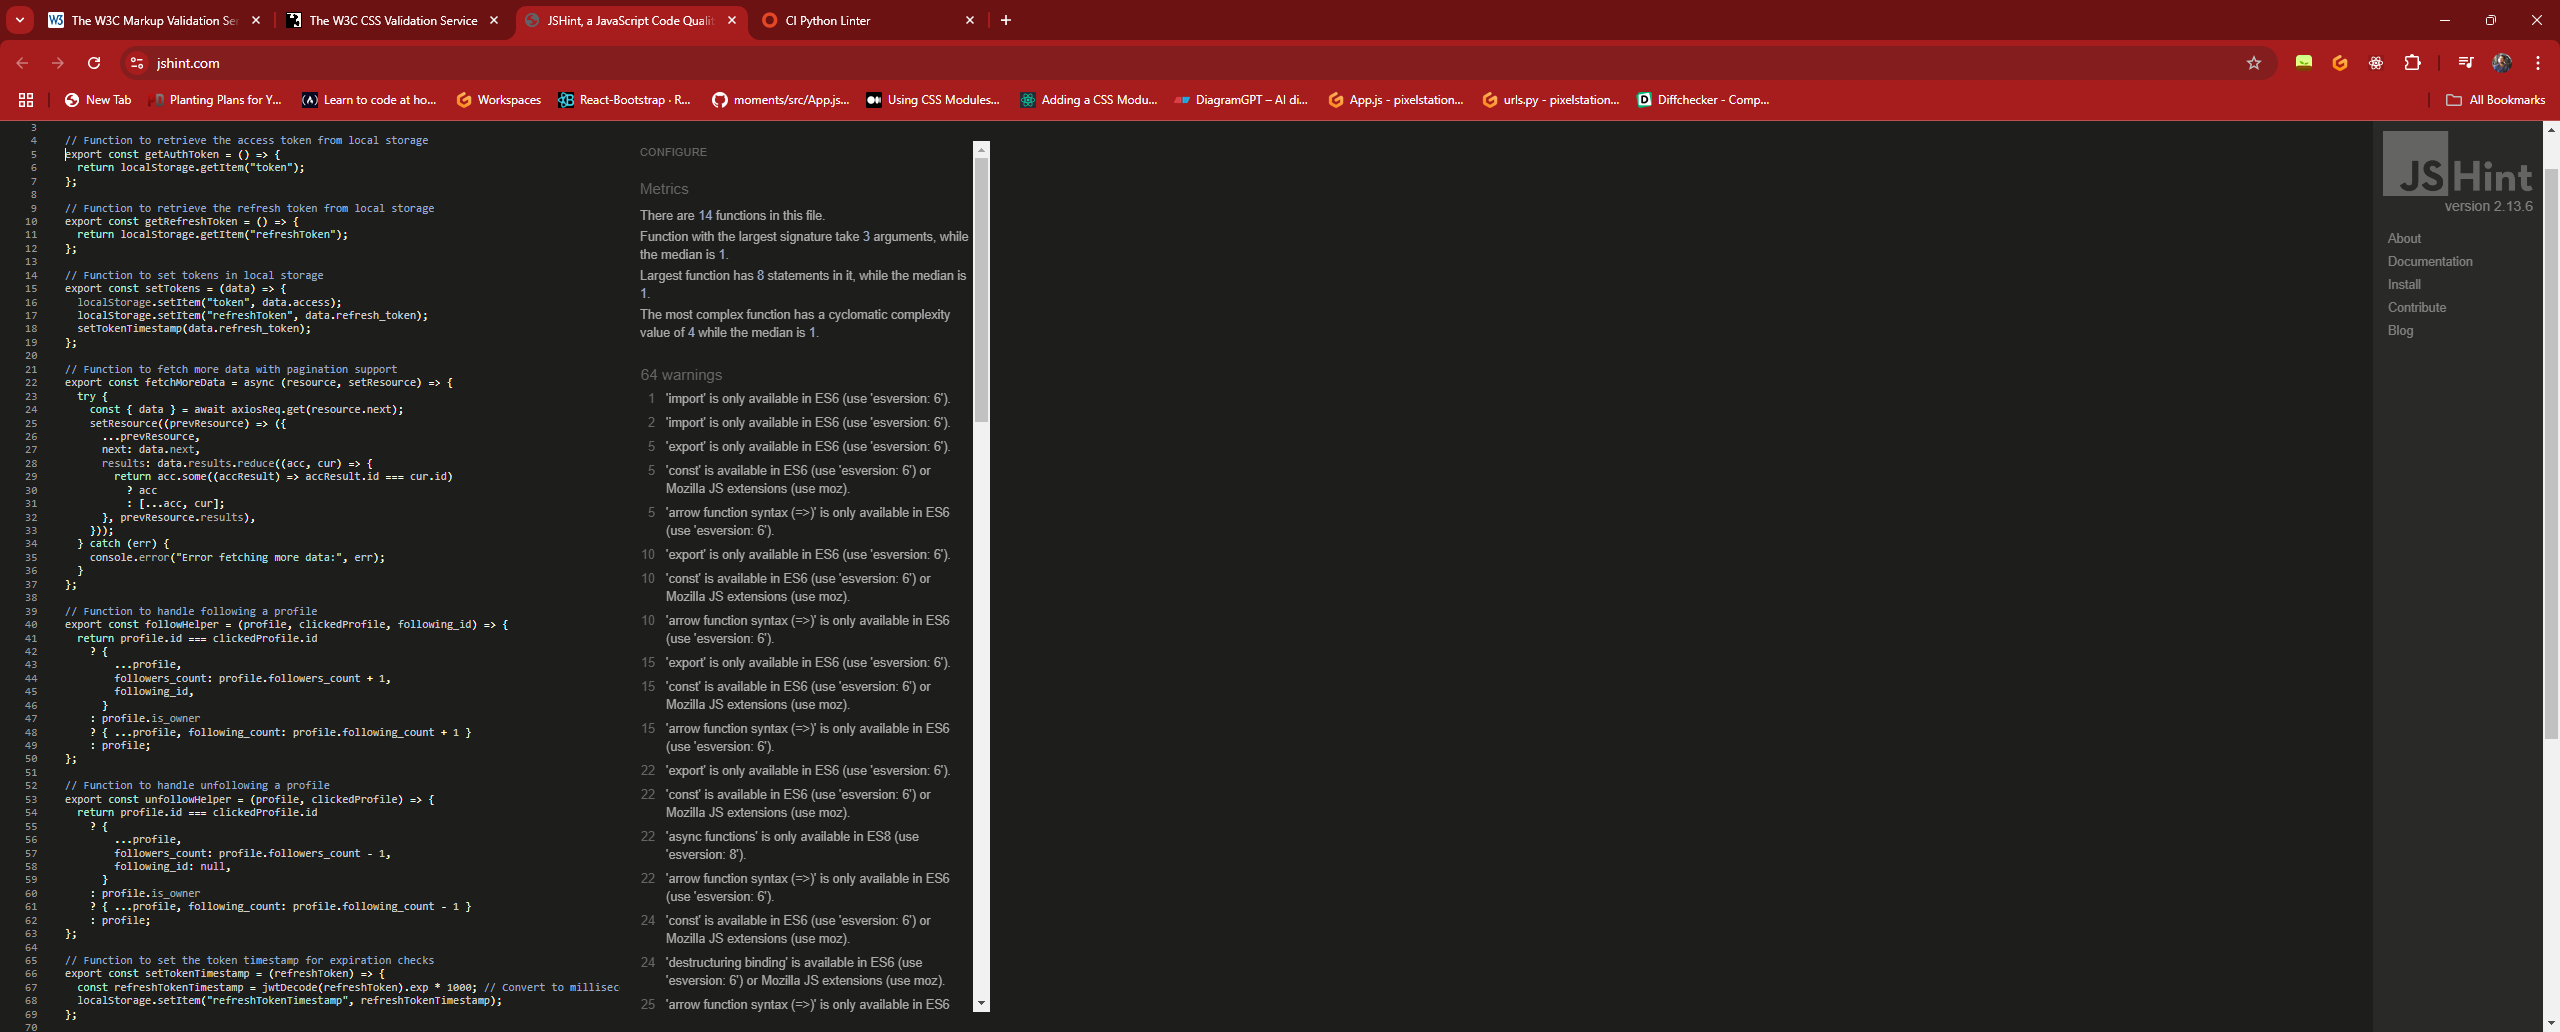 The W3C Markup Validation Se
The W3C CSS Validation Service
JSHint, a JavaScript Code Qualit
CI Python Linter
jshint.com
New Tab
Planting Plans for Y...
Learn to code at ho...
Workspaces
React-Bootstrap · R...
moments/src/App.js...
Using CSS Modules...
Adding a CSS Modu...
DiagramGPT – AI di...
App.js - pixelstation...
urls.py - pixelstation...
Diffchecker - Comp...
All Bookmarks
3
4 // Function to retrieve the access token from local storage
5 export const getAuthToken = () => {
6 return localStorage.getItem("token");
7 };
8
9 // Function to retrieve the refresh token from local storage
10 export const getRefreshToken = () => {
11 return localStorage.getItem("refreshToken");
12 };
13
14 // Function to set tokens in local storage
15 export const setTokens = (data) => {
16 localStorage.setItem("token", data.access);
17 localStorage.setItem("refreshToken", data.refresh_token);
18 setTokenTimestamp(data.refresh_token);
19 };
20
21 // Function to fetch more data with pagination support
22 export const fetchMoreData = async (resource, setResource) => {
23 try {
24 const { data } = await axiosReq.get(resource.next);
25 setResource((prevResource) => ({
26 ...prevResource,
27 next: data.next,
28 results: data.results.reduce((acc, cur) => {
29 return acc.some((accResult) => accResult.id === cur.id)
30 ? acc
31 : [...acc, cur];
32 }, prevResource.results),
33 }));
34 } catch (err) {
35 console.error("Error fetching more data:", err);
36 }
37 };
38
39 // Function to handle following a profile
40 export const followHelper = (profile, clickedProfile, following_id) => {
41 return profile.id === clickedProfile.id
42 ? {
43 ...profile,
44 followers_count: profile.followers_count + 1,
45 following_id,
46 }
47 : profile.is_owner
48 ? { ...profile, following_count: profile.following_count + 1 }
49 : profile;
50 };
51
52 // Function to handle unfollowing a profile
53 export const unfollowHelper = (profile, clickedProfile) => {
54 return profile.id === clickedProfile.id
55 ? {
56 ...profile,
57 followers_count: profile.followers_count - 1,
58 following_id: null,
59 }
60 : profile.is_owner
61 ? { ...profile, following_count: profile.following_count - 1 }
62 : profile;
63 };
64
65 // Function to set the token timestamp for expiration checks
66 export const setTokenTimestamp = (refreshToken) => {
67 const refreshTokenTimestamp = jwtDecode(refreshToken).exp * 1000; // Convert to millisec
68 localStorage.setItem("refreshTokenTimestamp", refreshTokenTimestamp);
69 };
70
CONFIGURE
Metrics
There are 14 functions in this file.
Function with the largest signature take 3 arguments, while
the median is 1.
Largest function has 8 statements in it, while the median is
1.
The most complex function has a cyclomatic complexity
value of 4 while the median is 1.
64 warnings
1 'import' is only available in ES6 (use 'esversion: 6').
2 'import' is only available in ES6 (use 'esversion: 6').
5 'export' is only available in ES6 (use 'esversion: 6').
5 'const' is available in ES6 (use 'esversion: 6') or
Mozilla JS extensions (use moz).
5 'arrow function syntax (=>)' is only available in ES6
(use 'esversion: 6').
10 'export' is only available in ES6 (use 'esversion: 6').
10 'const' is available in ES6 (use 'esversion: 6') or
Mozilla JS extensions (use moz).
10 'arrow function syntax (=>)' is only available in ES6
(use 'esversion: 6').
15 'export' is only available in ES6 (use 'esversion: 6').
15 'const' is available in ES6 (use 'esversion: 6') or
Mozilla JS extensions (use moz).
15 'arrow function syntax (=>)' is only available in ES6
(use 'esversion: 6').
22 'export' is only available in ES6 (use 'esversion: 6').
22 'const' is available in ES6 (use 'esversion: 6') or
Mozilla JS extensions (use moz).
22 'async functions' is only available in ES8 (use
'esversion: 8').
22 'arrow function syntax (=>)' is only available in ES6
(use 'esversion: 6').
24 'const' is available in ES6 (use 'esversion: 6') or
Mozilla JS extensions (use moz).
24 'destructuring binding' is available in ES6 (use
'esversion: 6') or Mozilla JS extensions (use moz).
25 'arrow function syntax (=>)' is only available in ES6
JSHint
version 2.13.6
About
Documentation
Install
Contribute
Blog